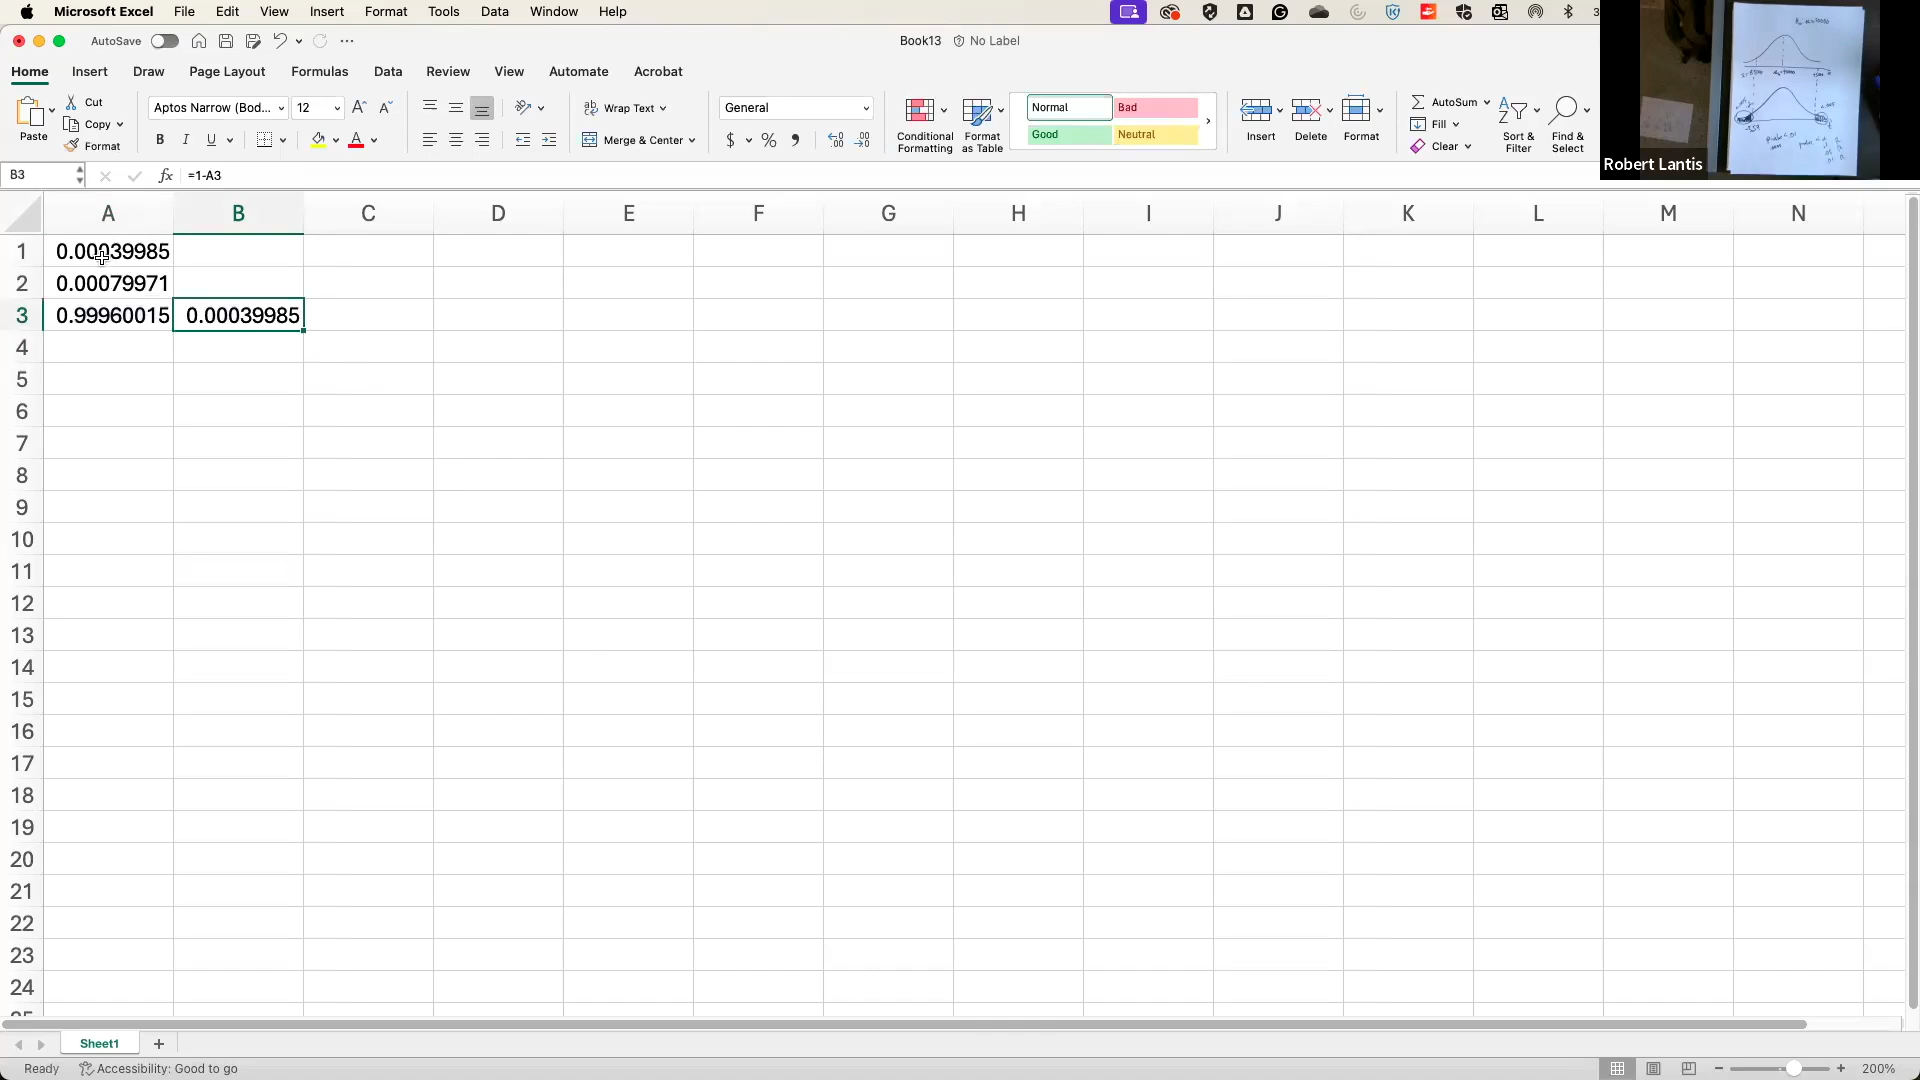 Microsoft Excel File Edit View Insert Format Tools Data Window Help
AutoSave Book13 No Label
Home Insert Draw Page Layout Formulas Data Review View Automate Acrobat
Paste Cut Copy Format
Aptos Narrow (Bod... 12
B I U A
Wrap Text
Merge & Center
General
$ % ,
Conditional Formatting
Format as Table
Normal Bad
Good Neutral
Insert Delete Format
AutoSum
Fill
Clear
Sort & Filter
Find & Select
Robert Lantis
B3 fx =1-A3
A B C D E F G H I J K L M N
1 0.00039985
2 0.00079971
3 0.99960015 0.00039985
4
5
6
7
8
9
10
11
12
13
14
15
16
17
18
19
20
21
22
23
24
Sheet1 +
Ready Accessibility: Good to go 200%